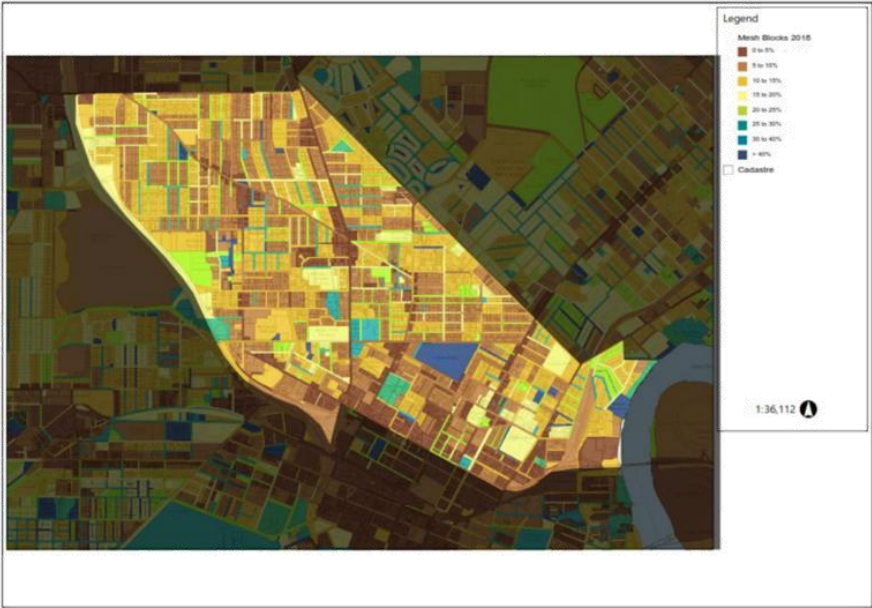 Legend
Mesh Blocks 2018
0 to 5%
5 to 10%
10 to 15%
15 to 20%
20 to 25%
25 to 30%
30 to 40%
> 40%
Cadastre
1:36,112